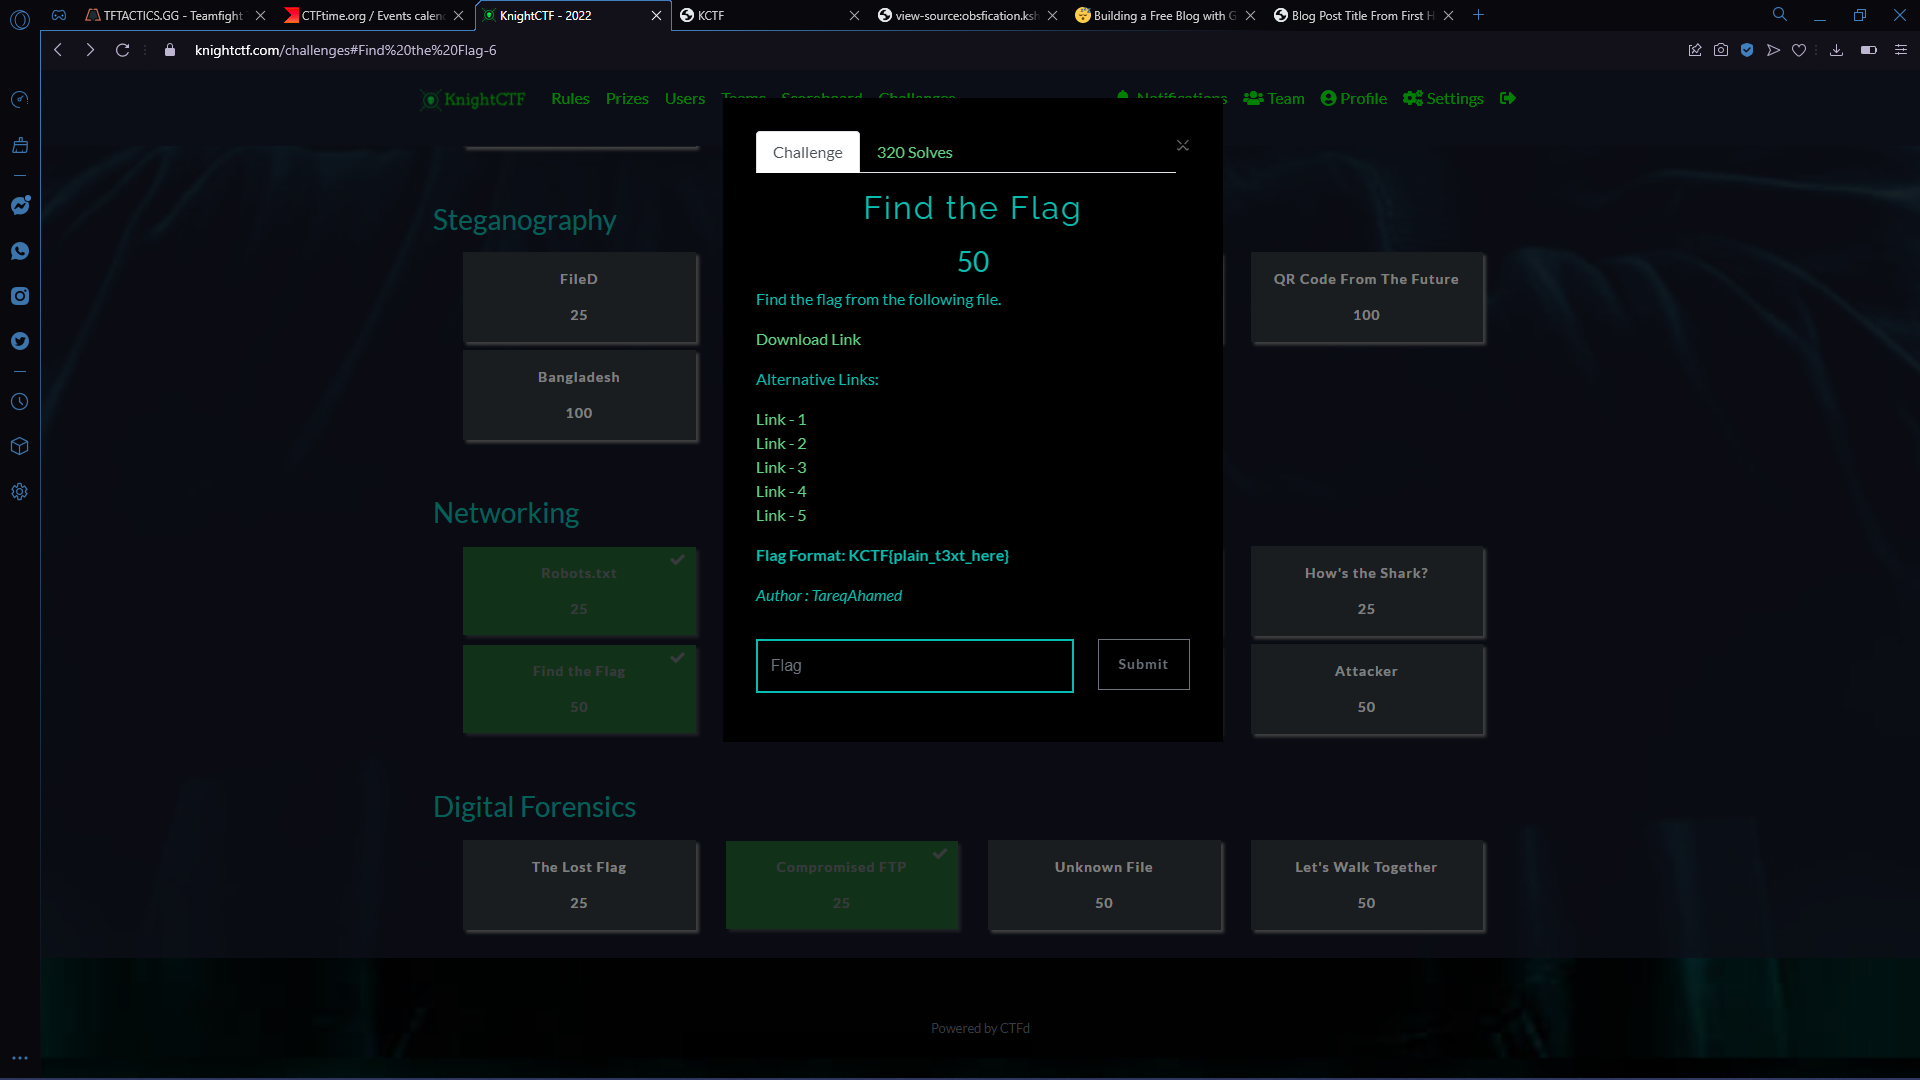 TFTACTICS.GG - Teamfight
CTFtime.org / Events calen
KnightCTF - 2022
KCTF
view-source:obsfication.ksh
Building a Free Blog with G
Blog Post Title From First H
knightctf.com/challenges#Find%20the%20Flag-6
KnightCTF Rules Prizes Users Teams Scoreboard Challenges Notifications Team Profile Settings
Challenge 320 Solves
Find the Flag
50
Find the flag from the following file.
Download Link
Alternative Links:
Link - 1
Link - 2
Link - 3
Link - 4
Link - 5
Flag Format: KCTF{plain_t3xt_here}
Author : TareqAhamed
Flag Submit
Steganography
FileD
25
QR Code From The Future
100
Bangladesh
100
Networking
Robots.txt
25
How's the Shark?
25
Find the Flag
50
Attacker
50
Digital Forensics
The Lost Flag
25
Compromised FTP
25
Unknown File
50
Let's Walk Together
50
Powered by CTFd